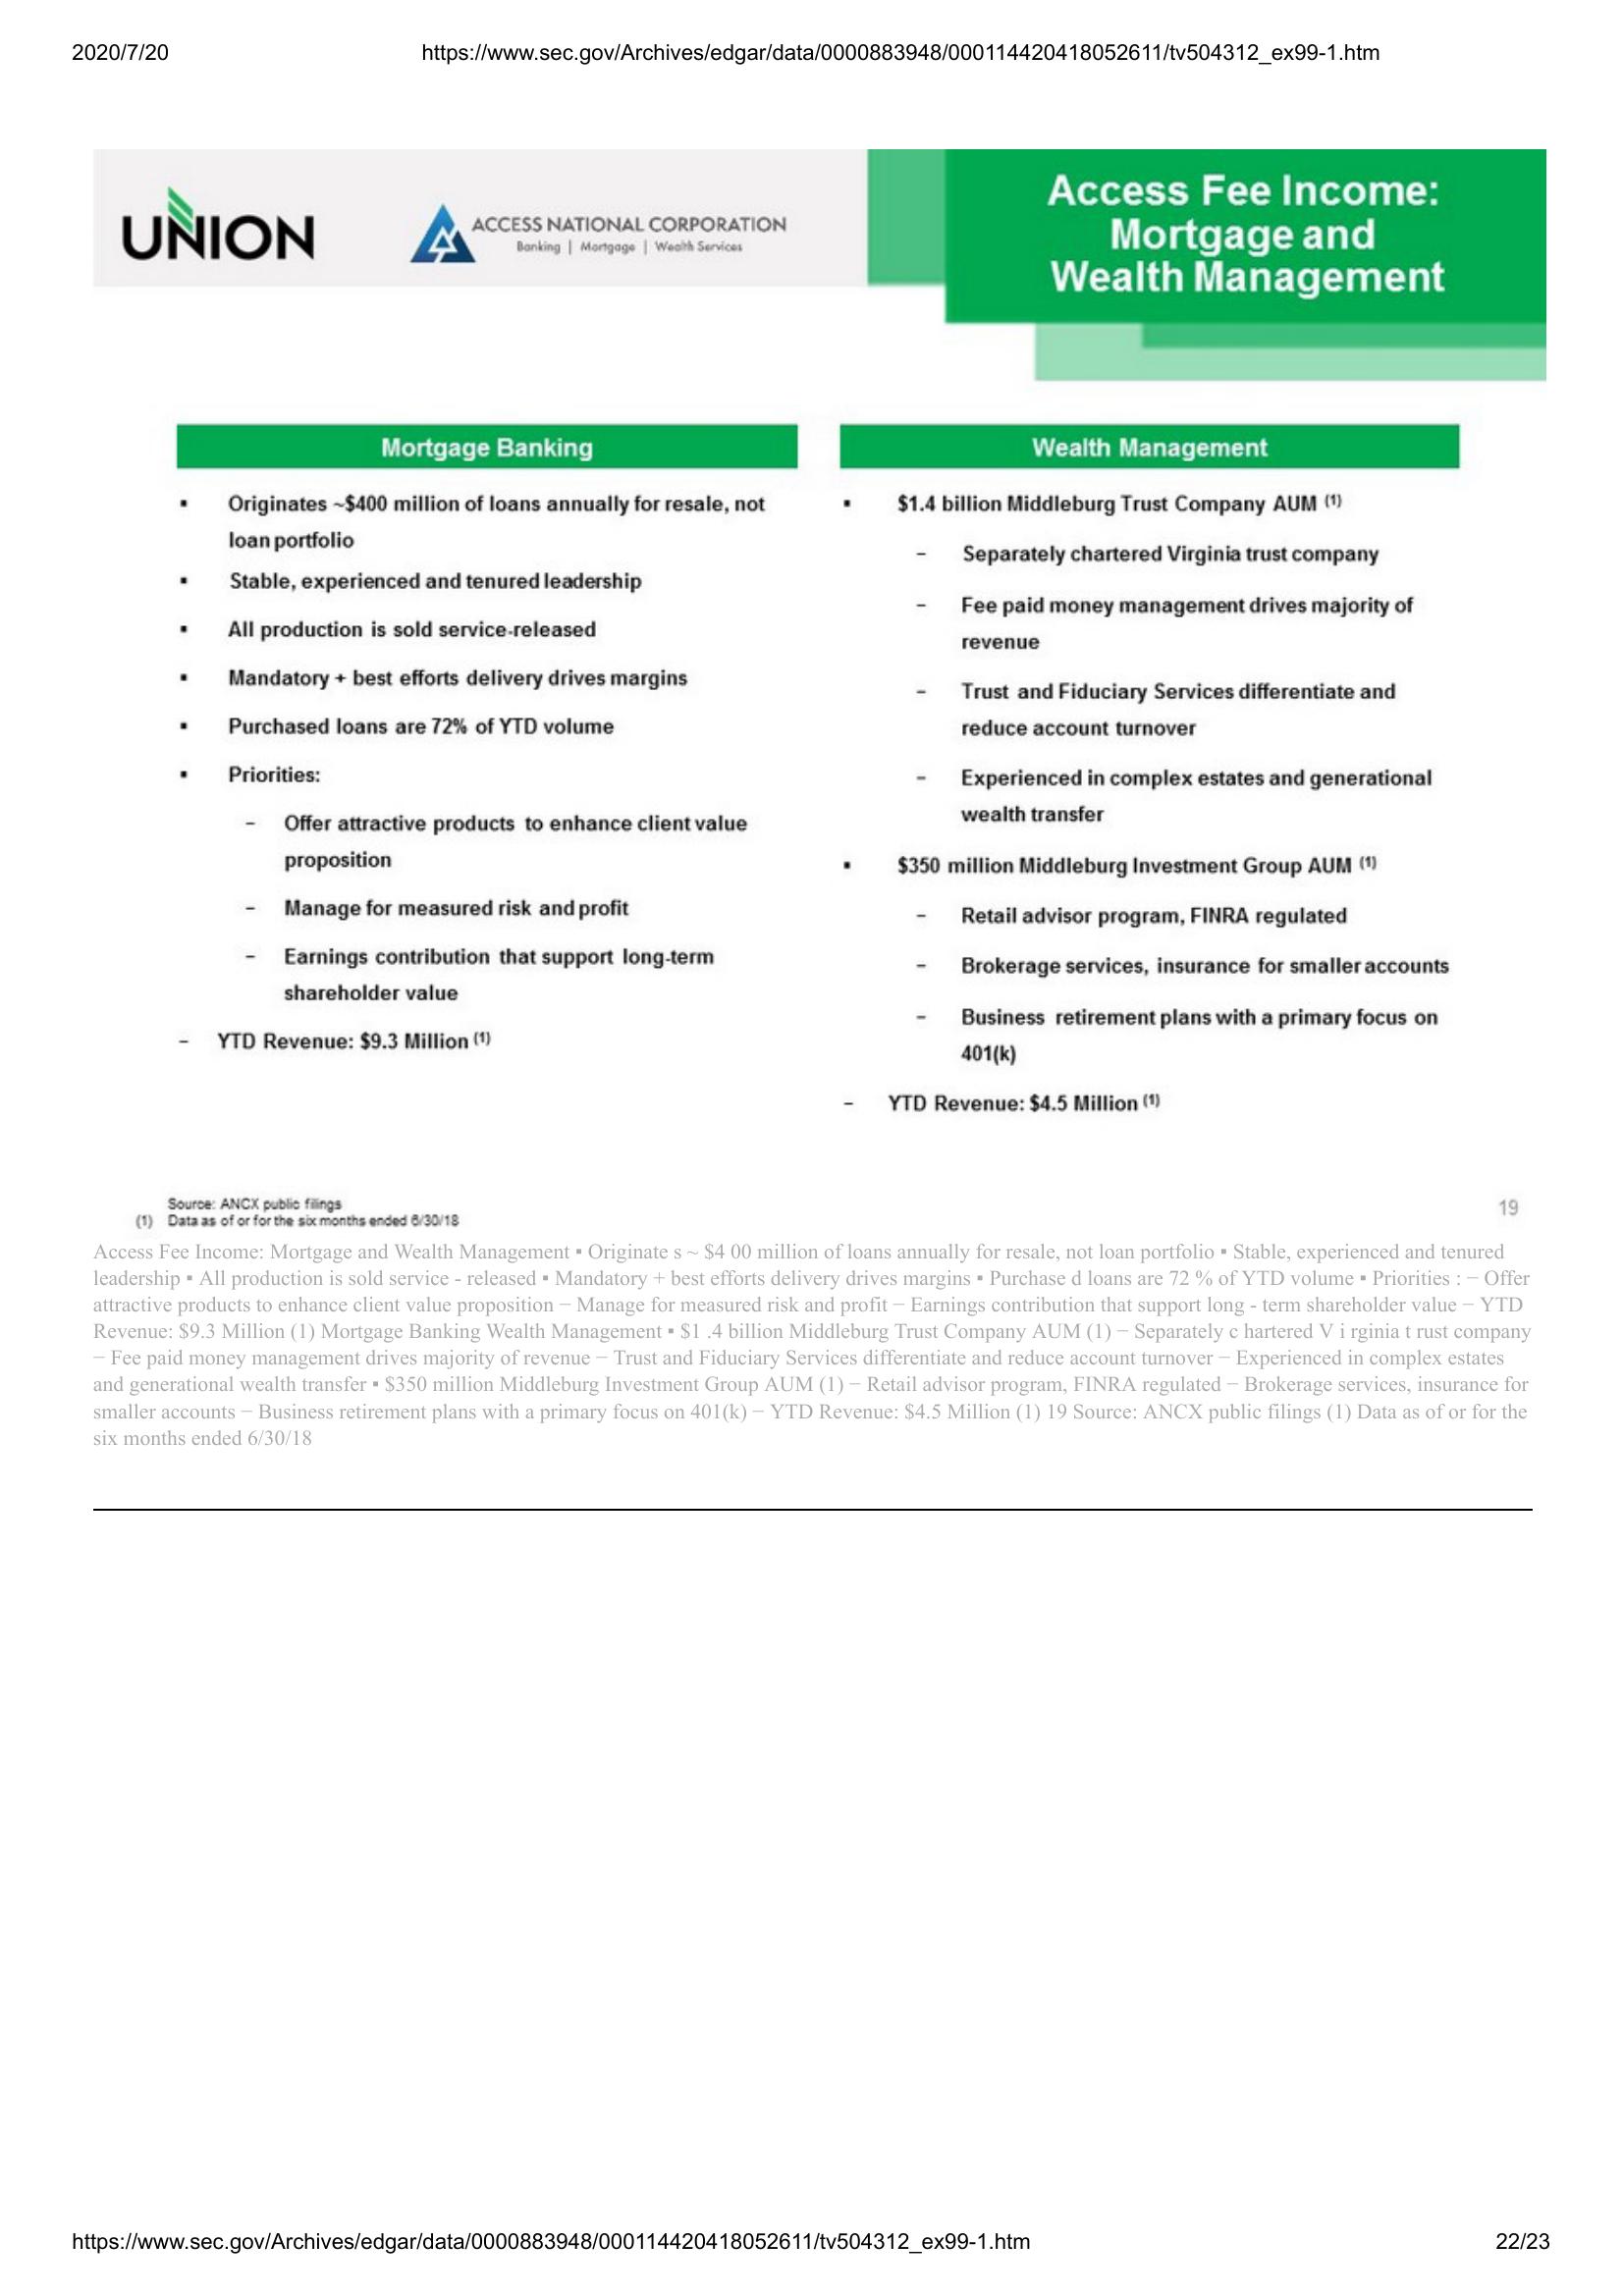 2020/7/20
https://www.sec.gov/Archives/edgar/data/0000883948/000114420418052611/tv504312_ex99-1.htm
UNION
ACCESS NATIONAL CORPORATION
Banking | Mortgage | Wealth Services
Access Fee Income:
Mortgage and
Wealth Management
Mortgage Banking
▪ Originates ~$400 million of loans annually for resale, not
loan portfolio
▪ Stable, experienced and tenured leadership
▪ All production is sold service-released
▪ Mandatory + best efforts delivery drives margins
▪ Purchased loans are 72% of YTD volume
▪ Priorities:
− Offer attractive products to enhance client value
proposition
− Manage for measured risk and profit
− Earnings contribution that support long-term
shareholder value
− YTD Revenue: $9.3 Million (1)
Wealth Management
▪ $1.4 billion Middleburg Trust Company AUM (1)
− Separately chartered Virginia trust company
− Fee paid money management drives majority of
revenue
− Trust and Fiduciary Services differentiate and
reduce account turnover
− Experienced in complex estates and generational
wealth transfer
▪ $350 million Middleburg Investment Group AUM (1)
− Retail advisor program, FINRA regulated
− Brokerage services, insurance for smaller accounts
− Business retirement plans with a primary focus on
401(k)
− YTD Revenue: $4.5 Million (1)
Source: ANCX public filings
(1) Data as of or for the six months ended 6/30/18
19
Access Fee Income: Mortgage and Wealth Management ▪ Originate s ~ $4 00 million of loans annually for resale, not loan portfolio ▪ Stable, experienced and tenured
leadership ▪ All production is sold service - released ▪ Mandatory + best efforts delivery drives margins ▪ Purchase d loans are 72 % of YTD volume ▪ Priorities : − Offer
attractive products to enhance client value proposition − Manage for measured risk and profit − Earnings contribution that support long - term shareholder value − YTD
Revenue: $9.3 Million (1) Mortgage Banking Wealth Management ▪ $1 .4 billion Middleburg Trust Company AUM (1) − Separately c hartered V i rginia t rust company
− Fee paid money management drives majority of revenue − Trust and Fiduciary Services differentiate and reduce account turnover − Experienced in complex estates
and generational wealth transfer ▪ $350 million Middleburg Investment Group AUM (1) − Retail advisor program, FINRA regulated − Brokerage services, insurance for
smaller accounts − Business retirement plans with a primary focus on 401(k) − YTD Revenue: $4.5 Million (1) 19 Source: ANCX public filings (1) Data as of or for the
six months ended 6/30/18
https://www.sec.gov/Archives/edgar/data/0000883948/000114420418052611/tv504312_ex99-1.htm
22/23